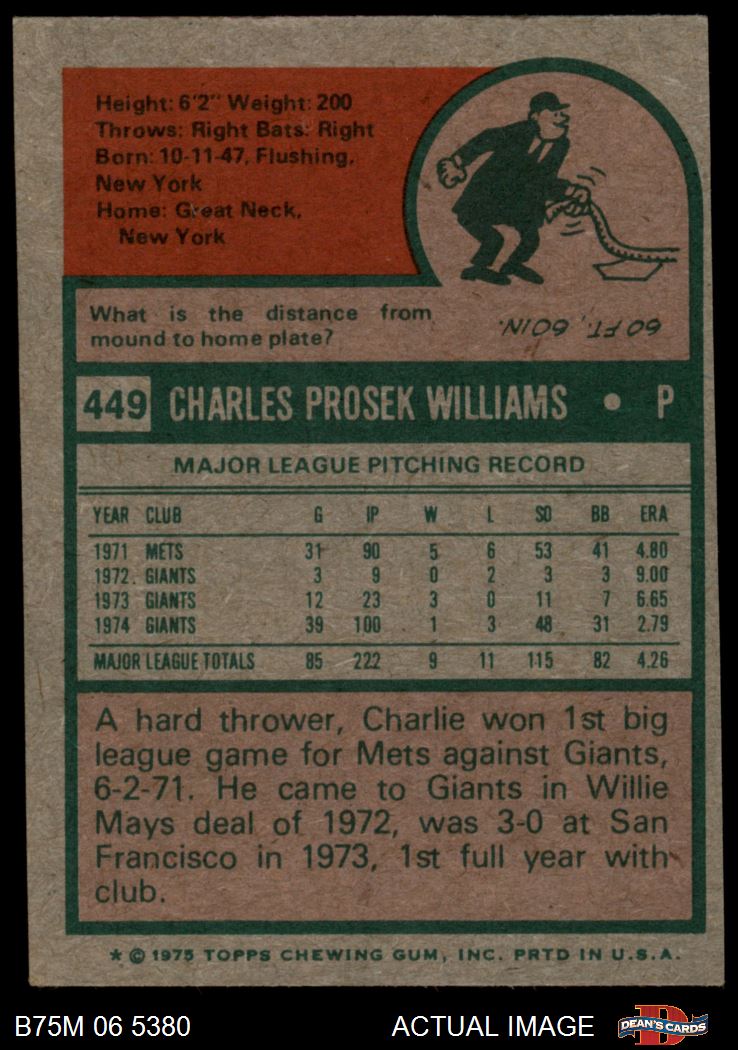 Height: 6'2" Weight: 200
Throws: Right Bats: Right
Born: 10-11-47, Flushing,
New York
Home: Great Neck,
New York
What is the distance from
mound to home plate?
60 FT., 60 IN.
449 CHARLES PROSEK WILLIAMS • P
MAJOR LEAGUE PITCHING RECORD
YEAR CLUB G IP W L SO BB ERA
1971 METS 31 90 5 6 53 41 4.80
1972 GIANTS 3 9 0 2 3 3 9.00
1973 GIANTS 12 23 3 0 11 7 6.65
1974 GIANTS 39 100 1 3 48 31 2.79
MAJOR LEAGUE TOTALS 85 222 9 11 115 82 4.26
A hard thrower, Charlie won 1st big
league game for Mets against Giants,
6-2-71. He came to Giants in Willie
Mays deal of 1972, was 3-0 at San
Francisco in 1973, 1st full year with
club.
* © 1975 TOPPS CHEWING GUM, INC. PRTD IN U.S.A.
B75M 06 5380 ACTUAL IMAGE DEAN'S CARDS